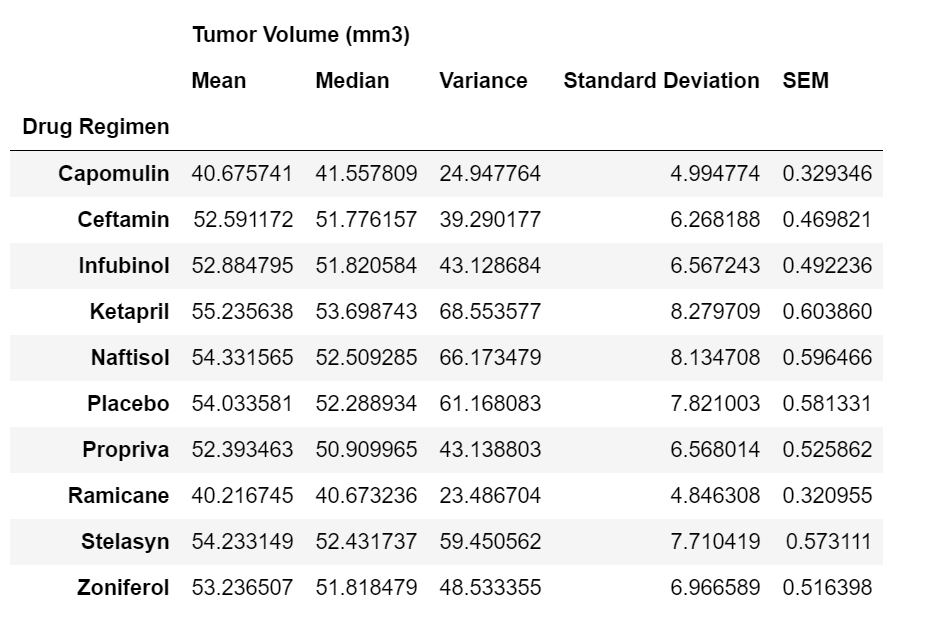 Tumor Volume (mm3)
Mean Median Variance Standard Deviation SEM
Drug Regimen
Capomulin 40.675741 41.557809 24.947764 4.994774 0.329346
Ceftamin 52.591172 51.776157 39.290177 6.268188 0.469821
Infubinol 52.884795 51.820584 43.128684 6.567243 0.492236
Ketapril 55.235638 53.698743 68.553577 8.279709 0.603860
Naftisol 54.331565 52.509285 66.173479 8.134708 0.596466
Placebo 54.033581 52.288934 61.168083 7.821003 0.581331
Propriva 52.393463 50.909965 43.138803 6.568014 0.525862
Ramicane 40.216745 40.673236 23.486704 4.846308 0.320955
Stelasyn 54.233149 52.431737 59.450562 7.710419 0.573111
Zoniferol 53.236507 51.818479 48.533355 6.966589 0.516398